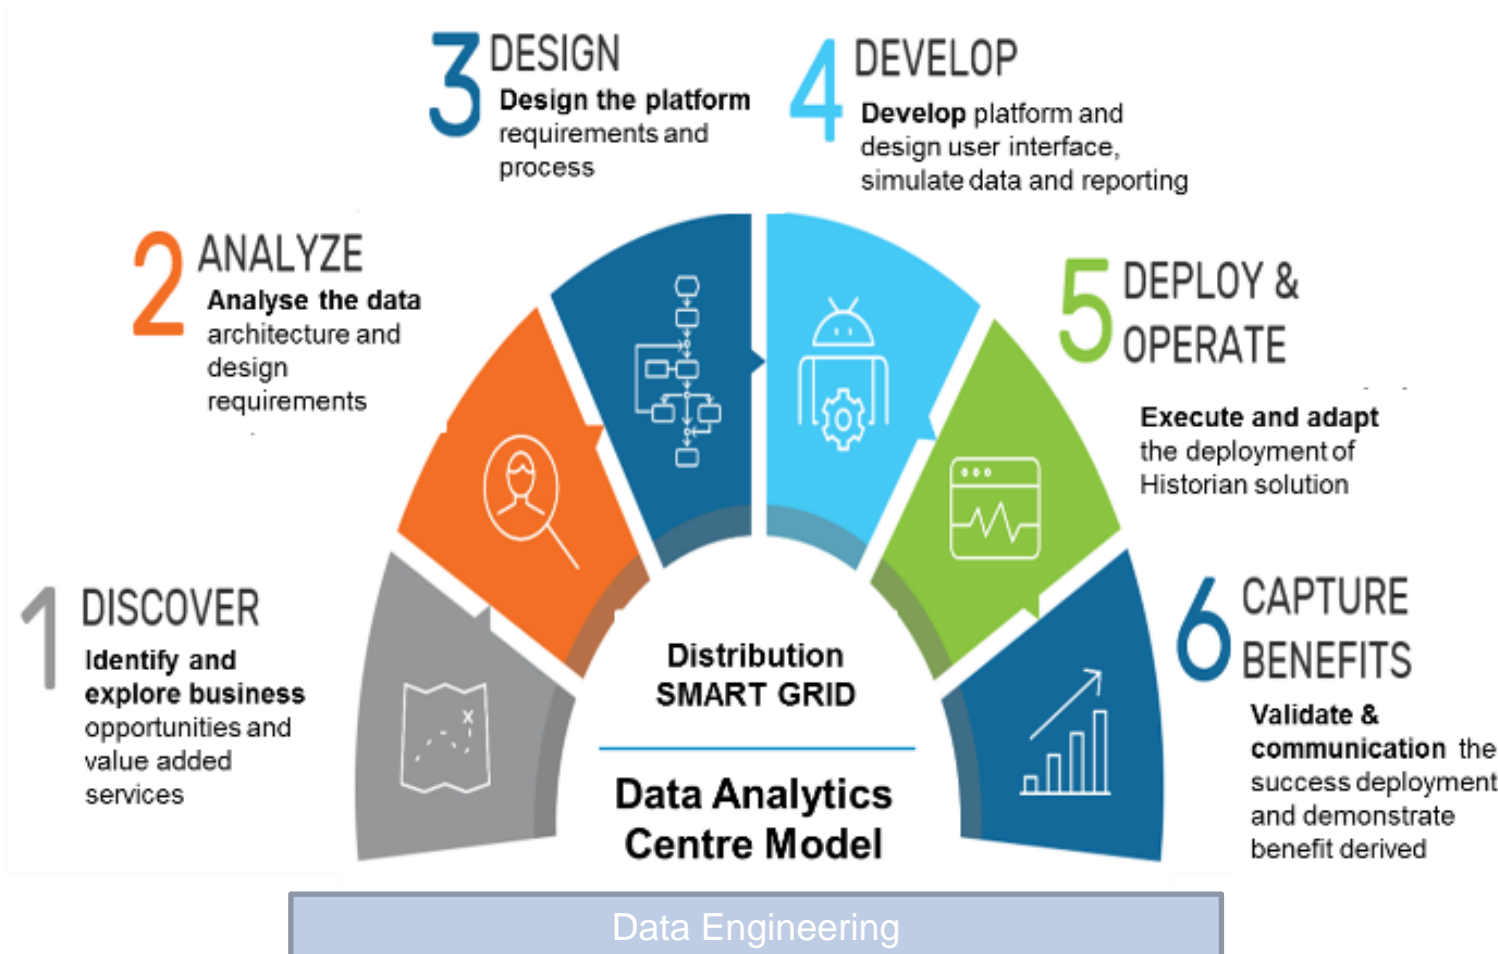 1 DISCOVER
Identify and
explore business
opportunities and
value added
services
2 ANALYZE
Analyse the data
architecture and
design
requirements
3 DESIGN
Design the platform
requirements and
process
4 DEVELOP
Develop platform and
design user interface,
simulate data and reporting
5 DEPLOY &
OPERATE
Execute and adapt
the deployment of
Historian solution
6 CAPTURE
BENEFITS
Validate &
communication the
success deployment
and demonstrate
benefit derived
x
Distribution
SMART GRID
Data Analytics
Centre Model
Data Engineering